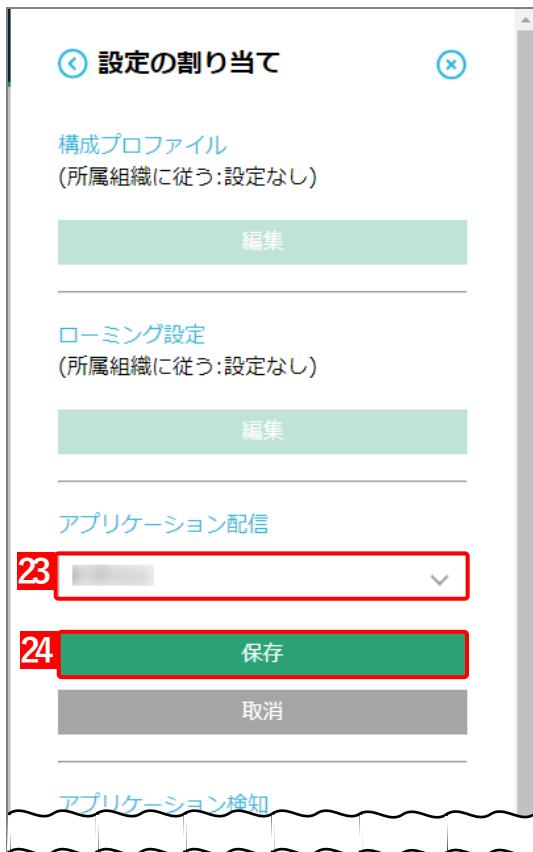 設定の割り当て
構成プロファイル
(所属組織に従う:設定なし)
編集
ローミング設定
(所属組織に従う:設定なし)
編集
アプリケーション配信
23
24
保存
取消
アプリケーション検知